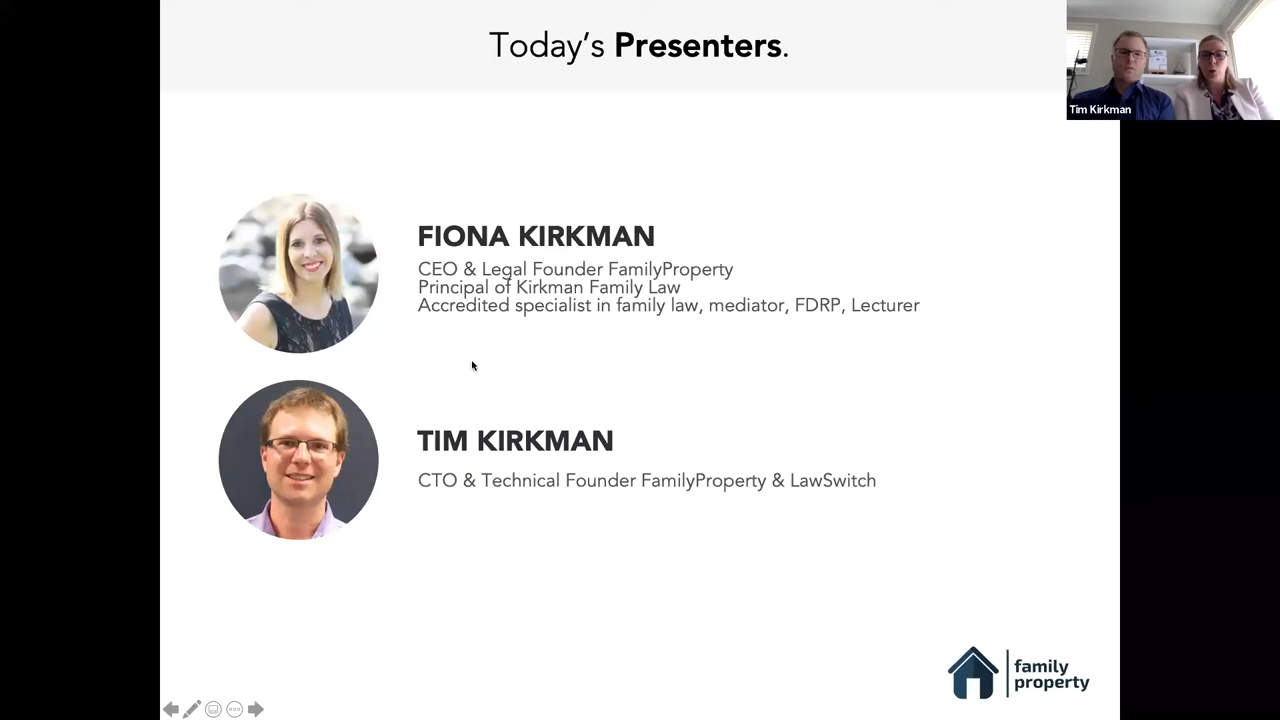 Today's Presenters.
Tim Kirkman
FIONA KIRKMAN
CEO & Legal Founder FamilyProperty
Principal of Kirkman Family Law
Accredited specialist in family law, mediator, FDRP, Lecturer
TIM KIRKMAN
CTO & Technical Founder FamilyProperty & LawSwitch
family
property